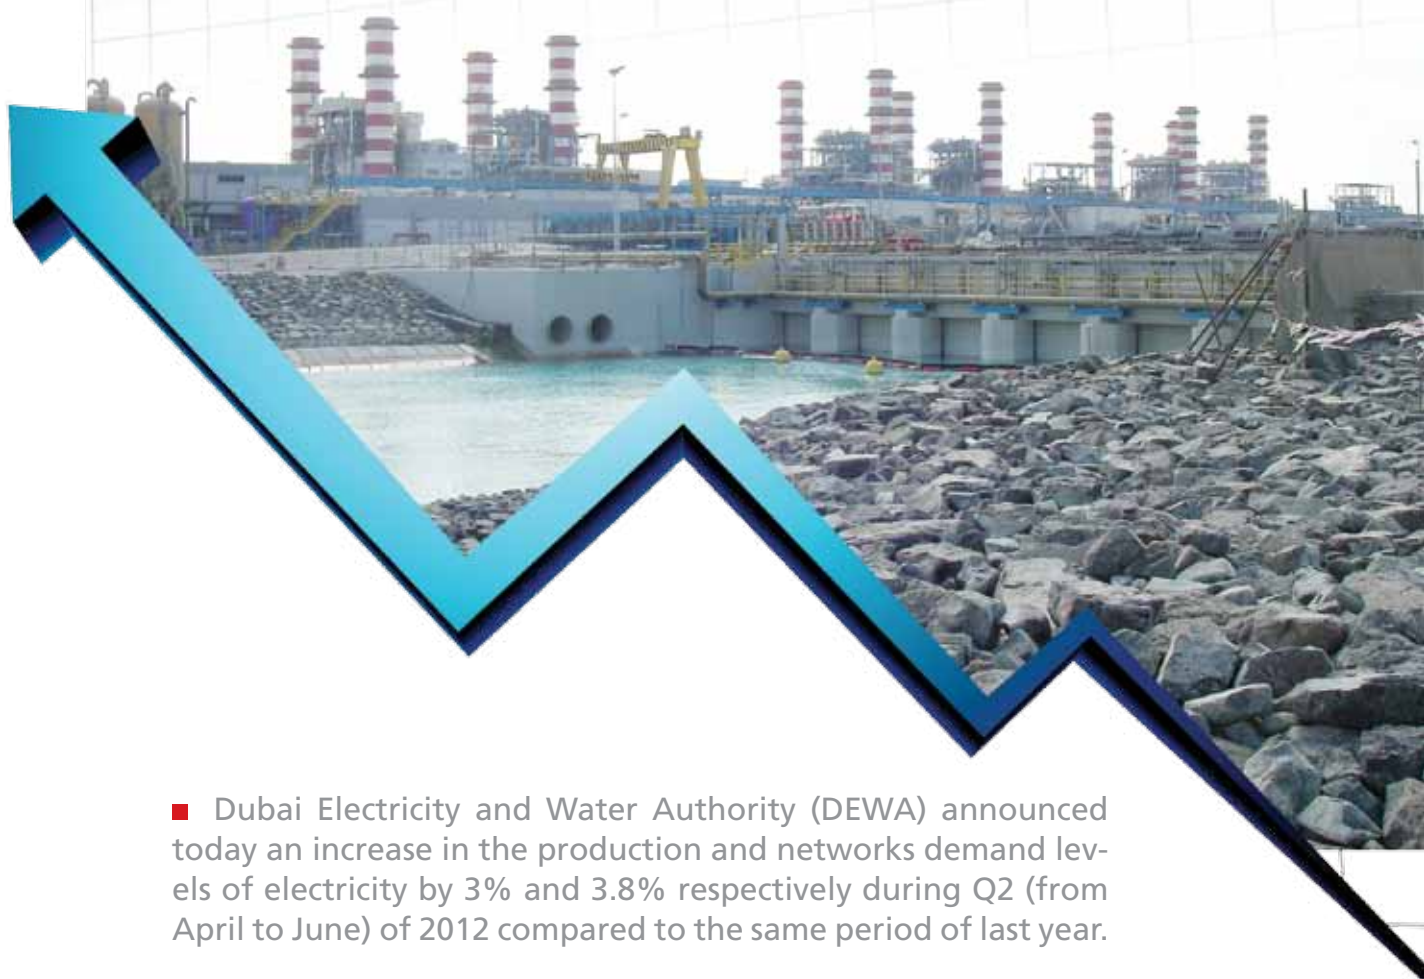 Dubai Electricity and Water Authority (DEWA) announced
today an increase in the production and networks demand lev-
els of electricity by 3% and 3.8% respectively during Q2 (from
April to June) of 2012 compared to the same period of last year.